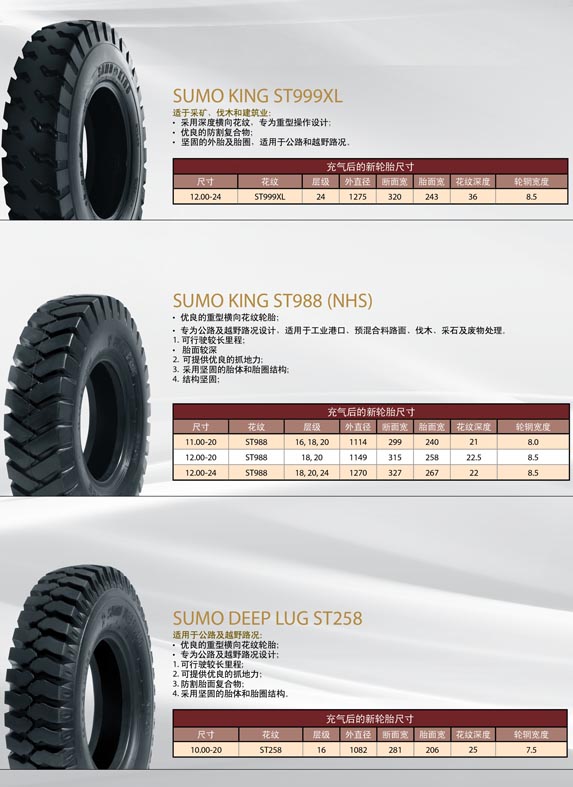 SUMO KING ST999XL
适于采矿、伐木和建筑业:
• 采用深度横向花纹，专为重型操作设计;
• 优良的防割复合物;
• 坚固的外胎及胎圈，适用于公路和越野路况.
充气后的新轮胎尺寸
尺寸 花纹 层级 外直径 断面宽 胎面宽 花纹深度 轮辋宽度
12.00-24 ST999XL 24 1275 320 243 36 8.5
SUMO KING ST988 (NHS)
• 优良的重型横向花纹轮胎;
• 专为公路及越野路况设计，适用于工业港口、预混合料路面、伐木、采石及废物处理.
1. 可行驶较长里程;
• 胎面较深
2. 可提供优良的抓地力;
3. 采用坚固的胎体和胎圈结构;
4. 结构坚固;
充气后的新轮胎尺寸
尺寸 花纹 层级 外直径 断面宽 胎面宽 花纹深度 轮辋宽度
11.00-20 ST988 16, 18, 20 1114 299 240 21 8.0
12.00-20 ST988 18, 20 1149 315 258 22.5 8.5
12.00-24 ST988 18, 20, 24 1270 327 267 22 8.5
SUMO DEEP LUG ST258
适用于公路及越野路况:
• 优良的重型横向花纹轮胎;
• 专为公路及越野路况设计;
1. 可行驶较长里程;
2. 可提供优良的抓地力;
3. 防割胎面复合物;
4. 采用坚固的胎体和胎圈结构.
充气后的新轮胎尺寸
尺寸 花纹 层级 外直径 断面宽 胎面宽 花纹深度 轮辋宽度
10.00-20 ST258 16 1082 281 206 25 7.5